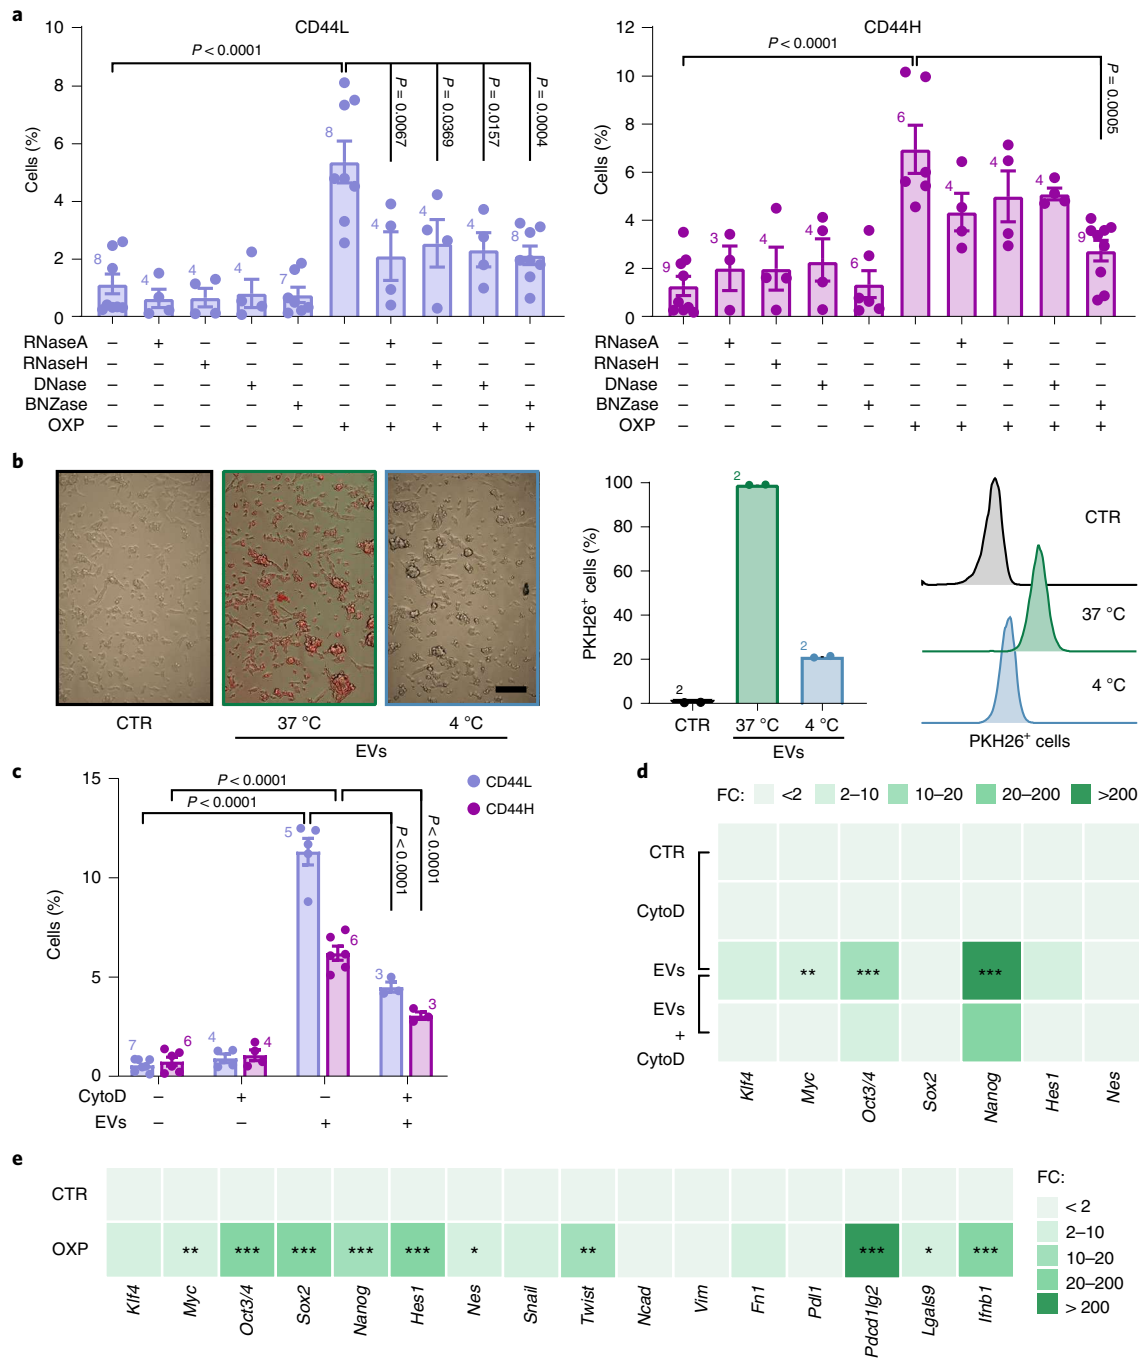 a
CD44L
10
8
6
4
2
0
Cells (%)
P < 0.0001
P = 0.0067
P = 0.0369
P = 0.0157
P = 0.0004
8
4
4
4
7
8
4
4
4
8
RNaseA – + – – – – + – – –
RNaseH – – + – – – – + – –
DNase – – – + – – – – + –
BNZase – – – – + – – – – +
OXP – – – – – + + + + +
CD44H
12
10
8
6
4
2
0
Cells (%)
P < 0.0001
P = 0.0005
9
3
4
4
6
6
4
4
4
9
RNaseA – + – – – – + – – –
RNaseH – – + – – – – + – –
DNase – – – + – – – – + –
BNZase – – – – + – – – – +
OXP – – – – – + + + + +
b
CTR
37 °C
4 °C
EVs
100
80
60
40
20
0
PKH26+ cells (%)
2
2
2
CTR
37 °C
4 °C
EVs
CTR
37 °C
4 °C
PKH26+ cells
c
15
10
5
0
Cells (%)
P < 0.0001
P < 0.0001
P < 0.0001
P < 0.0001
CD44L
CD44H
7
6
4
4
5
6
3
3
CytoD – + – +
EVs – – + +
d
FC: <2 2–10 10–20 20–200 >200
CTR
CytoD
EVs
** *** ***
EVs
+
CytoD
Klf4
Myc
Oct3/4
Sox2
Nanog
Hes1
Nes
e
CTR
OXP
** *** *** *** *** * ** *** * ***
Klf4
Myc
Oct3/4
Sox2
Nanog
Hes1
Nes
Snail
Twist
Ncad
Vim
Fn1
Pdl1
Pdcd1lg2
Lgals9
Ifnb1
FC:
< 2
2–10
10–20
20–200
> 200